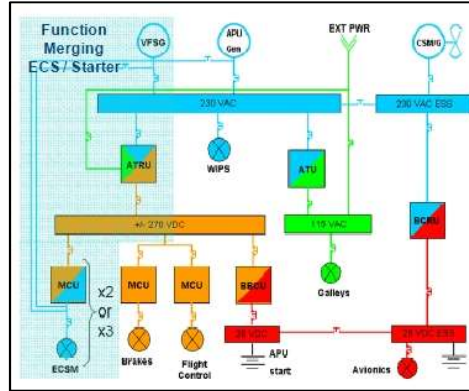 Function
Merging
ECS / Starter
VFSG
APU
Gen
EXT PWR
CSM/G
230 VAC
230 VAC ESS
WIPS
ATRU
ATU
BCRU
+/- 270 VDC
115 VAC
MCU
x2
or
x3
MCU
MCU
BBCU
Galleys
28 VDC
28 VDC ESS
ECSM
Brakes
Flight
Control
APU
start
Avionics